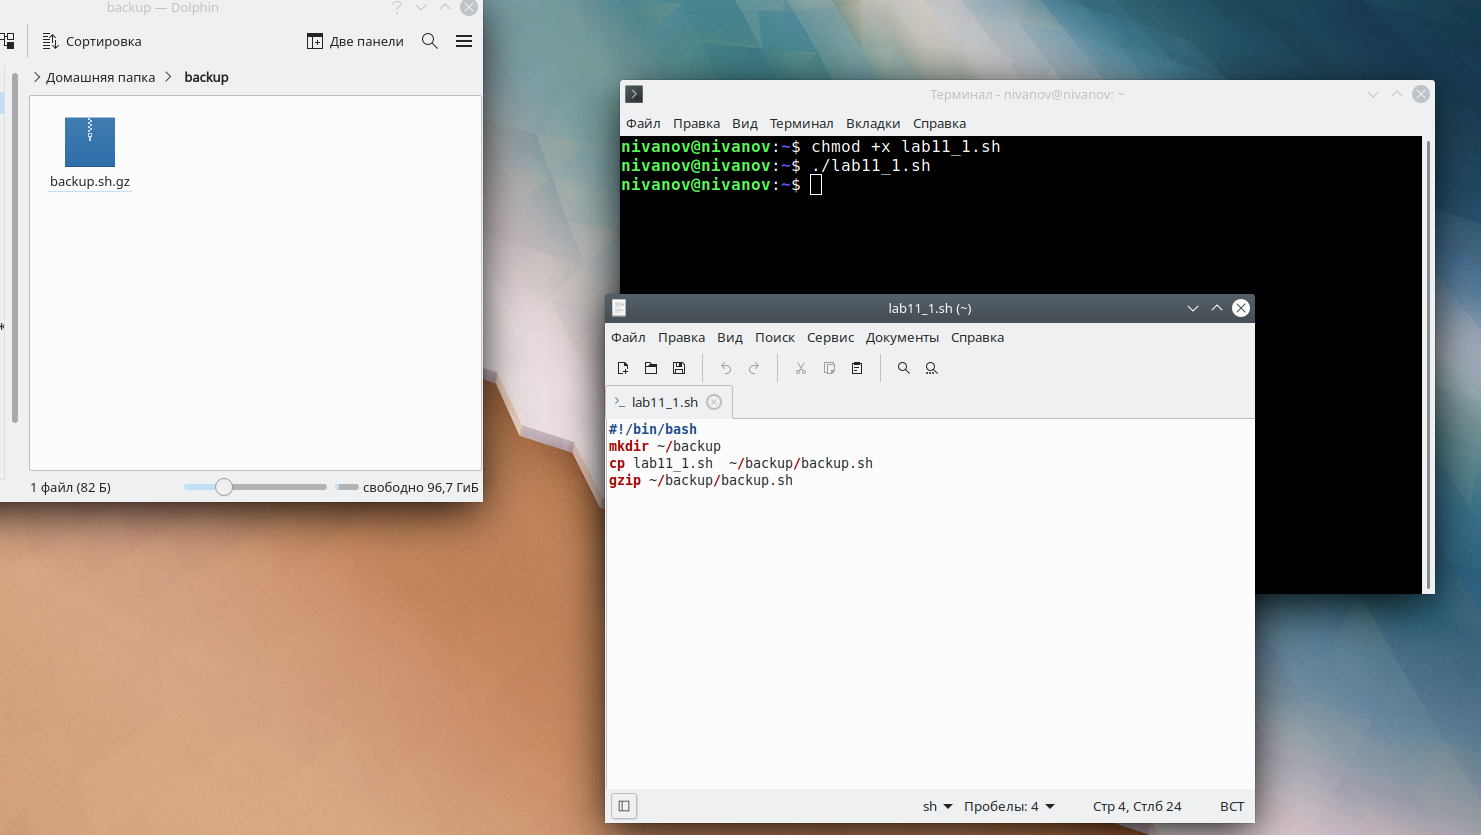 backup — Dolphin
Сортировка
Две панели
Домашняя папка
backup
backup.sh.gz
1 файл (82 Б)
свободно 96,7 ГиБ
Терминал - nivanov@nivanov: ~
Файл Правка Вид Терминал Вкладки Справка
nivanov@nivanov:~$ chmod +x lab11_1.sh
nivanov@nivanov:~$ ./lab11_1.sh
nivanov@nivanov:~$
lab11_1.sh (~)
Файл Правка Вид Поиск Сервис Документы Справка
lab11_1.sh
#!/bin/bash
mkdir ~/backup
cp lab11_1.sh  ~/backup/backup.sh
gzip ~/backup/backup.sh
sh Пробелы: 4 Стр 4, Стлб 24 ВСТ